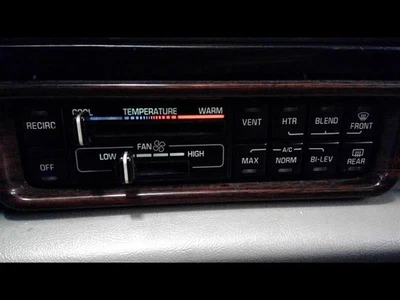 COOL TEMPERATURE WARM
RECIRC
VENT HTR BLEND FRONT
FAN
LOW HIGH
OFF
A/C
MAX NORM BI-LEV REAR